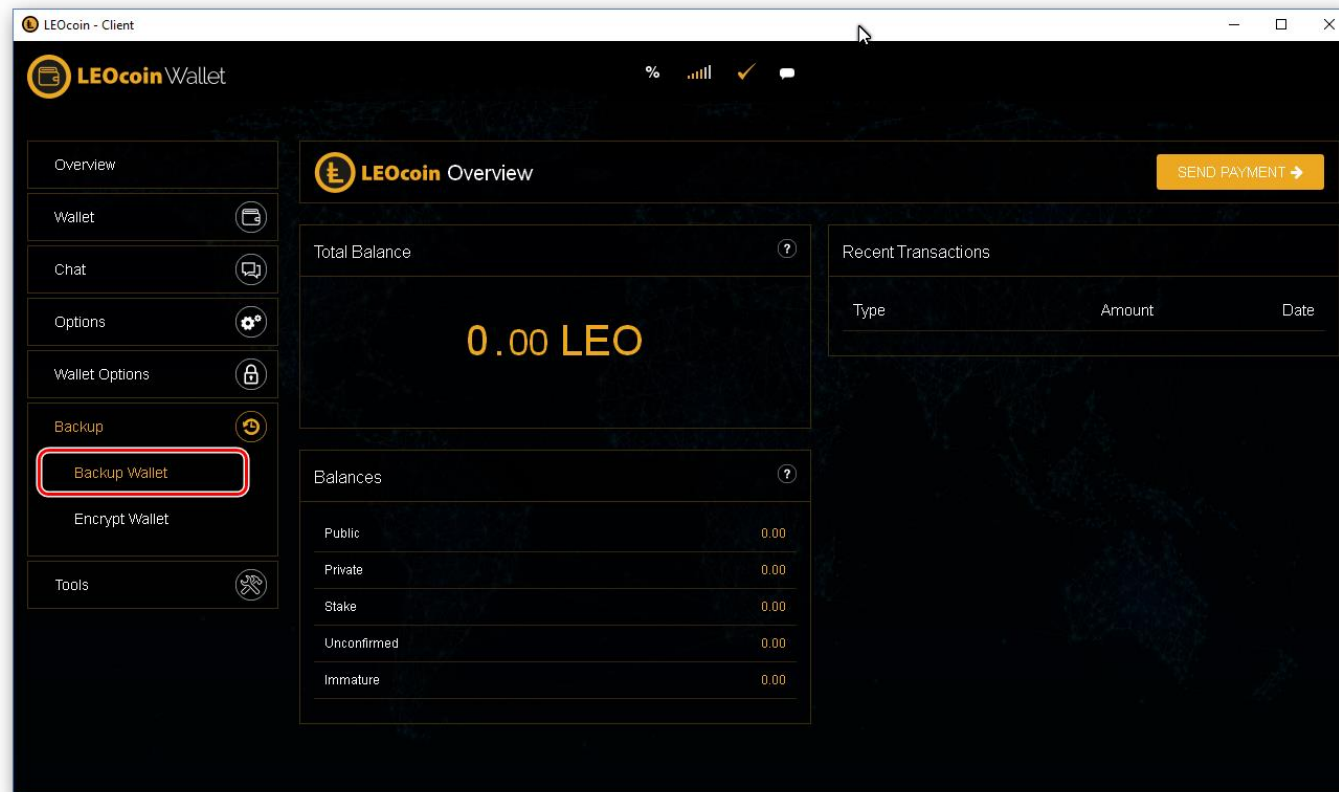 LEOcoin - Client
LEOcoin Wallet
%
Overview
Wallet
Chat
Options
Wallet Options
Backup
Backup Wallet
Encrypt Wallet
Tools
LEOcoin Overview
SEND PAYMENT
Total Balance ?
0.00 LEO
Balances ?
Public 0.00
Private 0.00
Stake 0.00
Unconfirmed 0.00
Immature 0.00
Recent Transactions
Type Amount Date